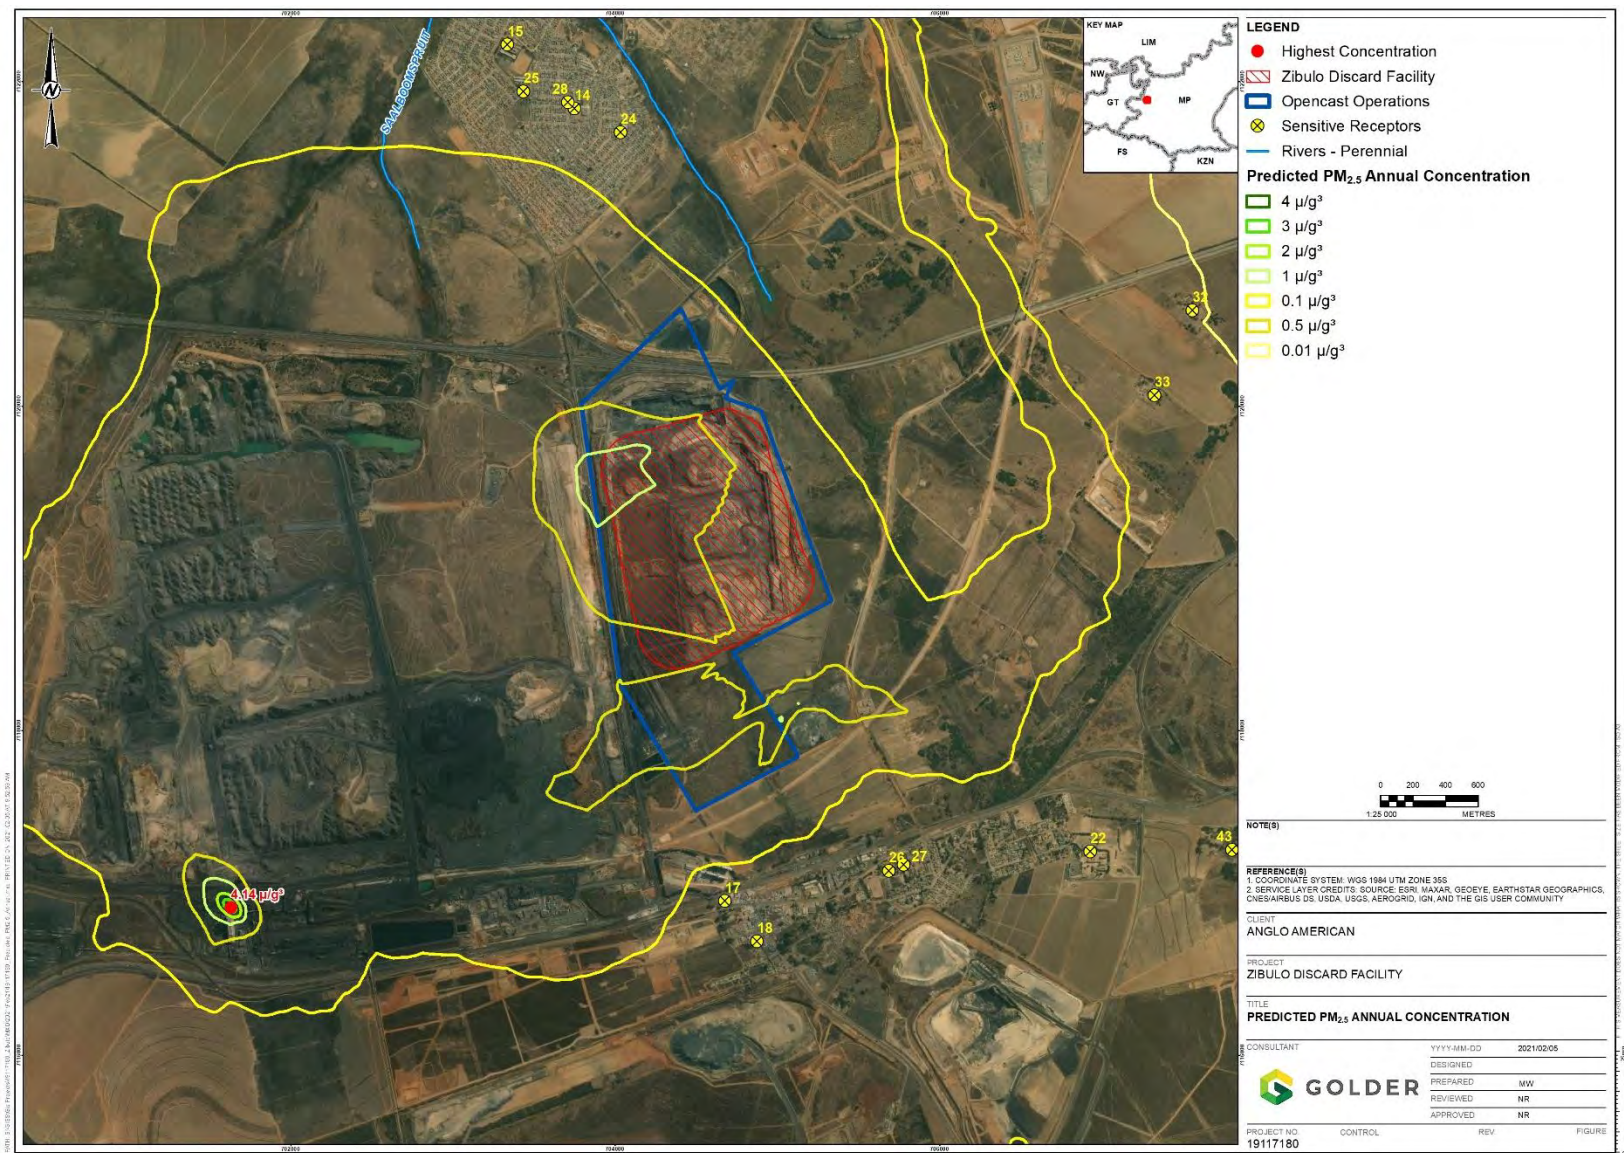 702000
704000
706000
SAALBOOMSPRUIT
15
25
28
14
24
32
33
22
43
26
27
17
18
4.14 µ/g³
KEY MAP
LIM
NW
GT
MP
FS
KZN
LEGEND
Highest Concentration
Zibulo Discard Facility
Opencast Operations
Sensitive Receptors
Rivers - Perennial
Predicted PM2.5 Annual Concentration
4 µ/g³
3 µ/g³
2 µ/g³
1 µ/g³
0.1 µ/g³
0.5 µ/g³
0.01 µ/g³
0 200 400 600
1:25 000 METRES
NOTE(S)
REFERENCE(S)
1. COORDINATE SYSTEM: WGS 1984 UTM ZONE 35S
2. SERVICE LAYER CREDITS: SOURCE: ESRI, MAXAR, GEOEYE, EARTHSTAR GEOGRAPHICS,
CNES/AIRBUS DS, USDA, USGS, AEROGRID, IGN, AND THE GIS USER COMMUNITY
CLIENT
ANGLO AMERICAN
PROJECT
ZIBULO DISCARD FACILITY
TITLE
PREDICTED PM2.5 ANNUAL CONCENTRATION
CONSULTANT
GOLDER
YYYY-MM-DD 2021/02/05
DESIGNED
PREPARED MW
REVIEWED NR
APPROVED NR
PROJECT NO. CONTROL REV. FIGURE
19117180
702000
704000